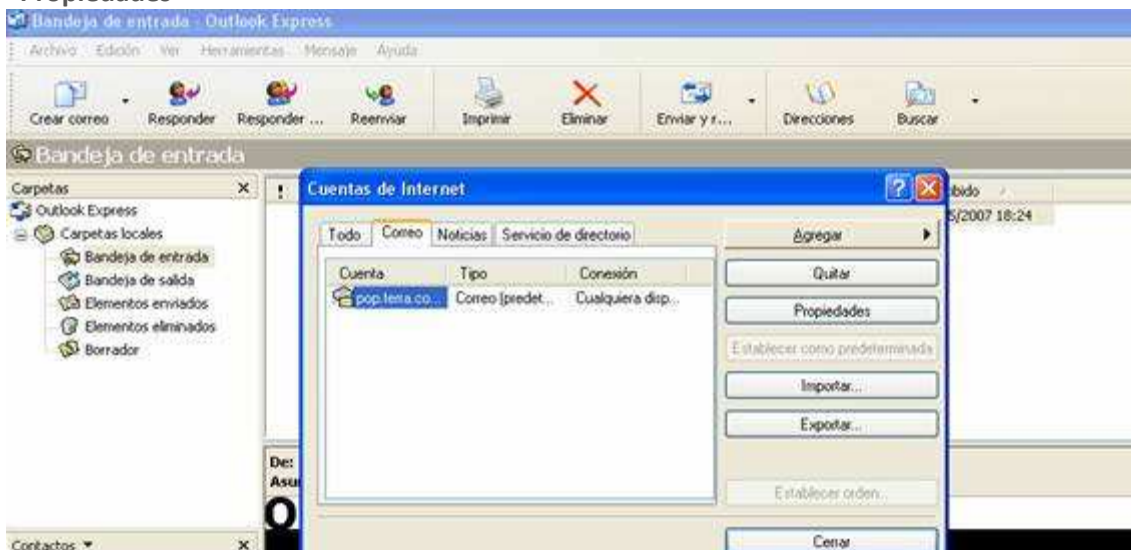 Propiedades
Bandeja de entrada - Outlook Express
Archivo Edición Ver Herramientas Mensaje Ayuda
Crear correo Responder Responder ... Reenviar Imprimir Eliminar Enviar y r... Direcciones Buscar
Bandeja de entrada
Carpetas
Outlook Express
Carpetas locales
Bandeja de entrada
Bandeja de salida
Elementos enviados
Elementos eliminados
Borrador
Contactos
!
ibido
5/2007 18:24
Cuentas de Internet
Todo Correo Noticias Servicio de directorio
Cuenta Tipo Conexión
pop.terra.co... Correo (predet... Cualquiera disp...
Agregar
Quitar
Propiedades
Establecer como predeterminada
Importar...
Exportar...
Establecer orden...
Cerrar
De:
Asu
O